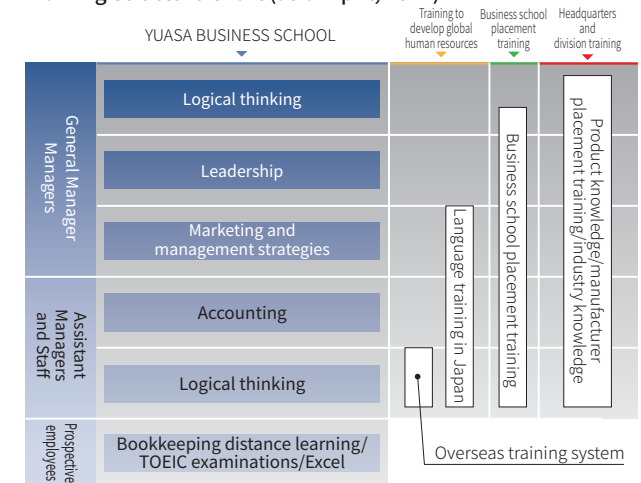 YUASA BUSINESS SCHOOL
Training to
develop global
human resources
Business school
placement
training
Headquarters
and
division training
General Manager
Managers
Logical thinking
Leadership
Marketing and
management strategies
Assistant
Managers
and Staff
Accounting
Logical thinking
Prospective
employees
Bookkeeping distance learning/
TOEIC examinations/Excel
Language training in Japan
Business school placement training
Product knowledge/manufacturer
placement training/industry knowledge
Overseas training system